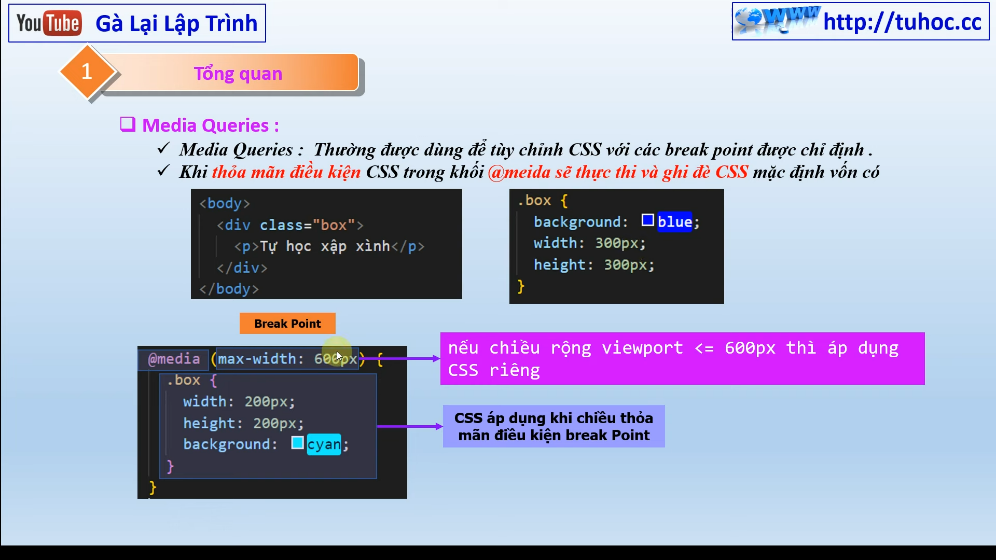 YouTube Gà Lại Lập Trình
www http://tuhoc.cc
1 Tổng quan
Media Queries :
Media Queries : Thường được dùng để tùy chỉnh CSS với các break point được chỉ định .
Khi thỏa mãn điều kiện CSS trong khối @meida sẽ thực thi và ghi đè CSS mặc định vốn có
<body>
<div class="box">
<p>Tự học xập xình</p>
</div>
</body>
.box {
background: blue;
width: 300px;
height: 300px;
}
Break Point
@media (max-width: 600px) {
.box {
width: 200px;
height: 200px;
background: cyan;
}
}
nếu chiều rộng viewport <= 600px thì áp dụng
CSS riêng
CSS áp dụng khi chiều thỏa
mãn điều kiện break Point